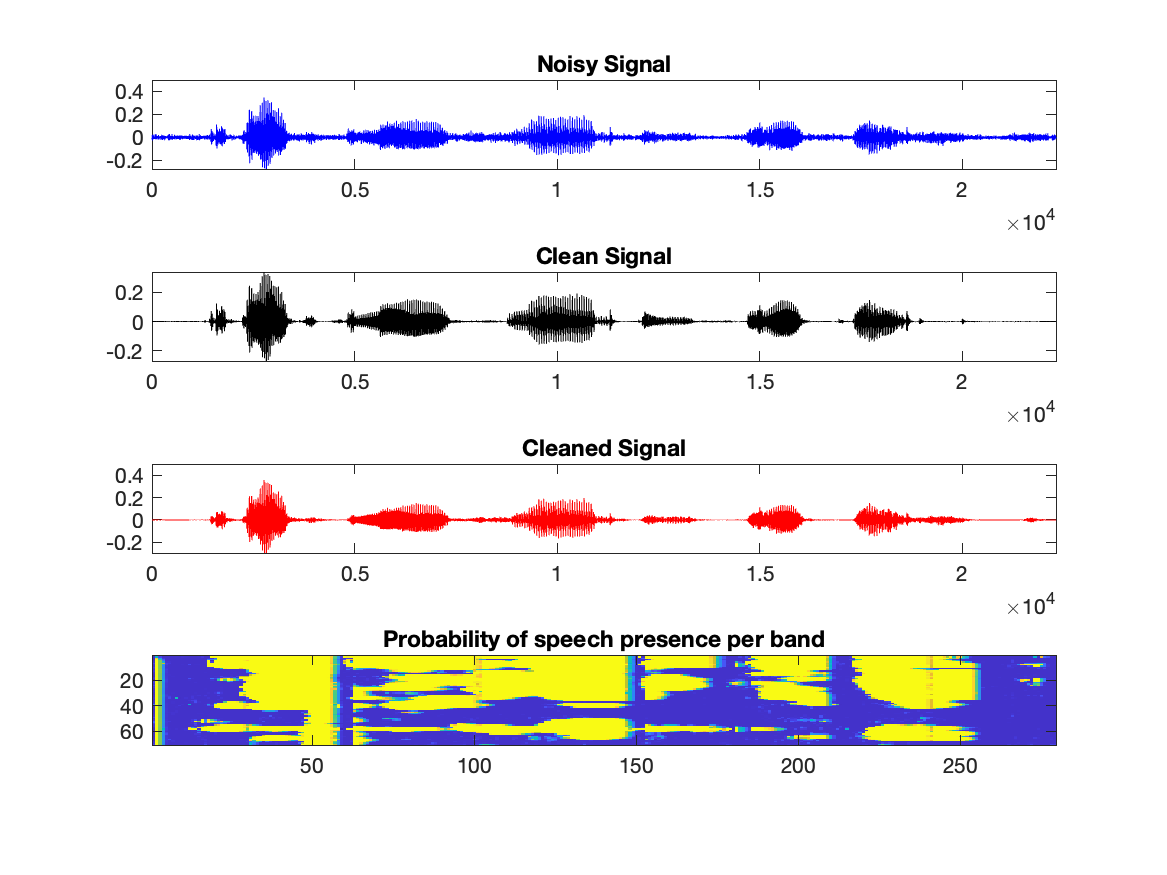 Noisy Signal
0.4
0.2
0
-0.2
0 0.5 1 1.5 2
×10^4
Clean Signal
0.2
0
-0.2
0 0.5 1 1.5 2
×10^4
Cleaned Signal
0.4
0.2
0
-0.2
0 0.5 1 1.5 2
×10^4
Probability of speech presence per band
20
40
60
50 100 150 200 250